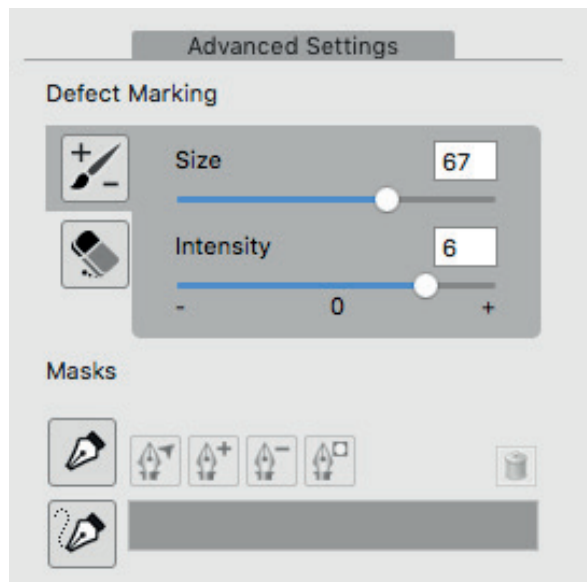 Advanced Settings
Defect Marking
Size 67
Intensity 6
- 0 +
Masks